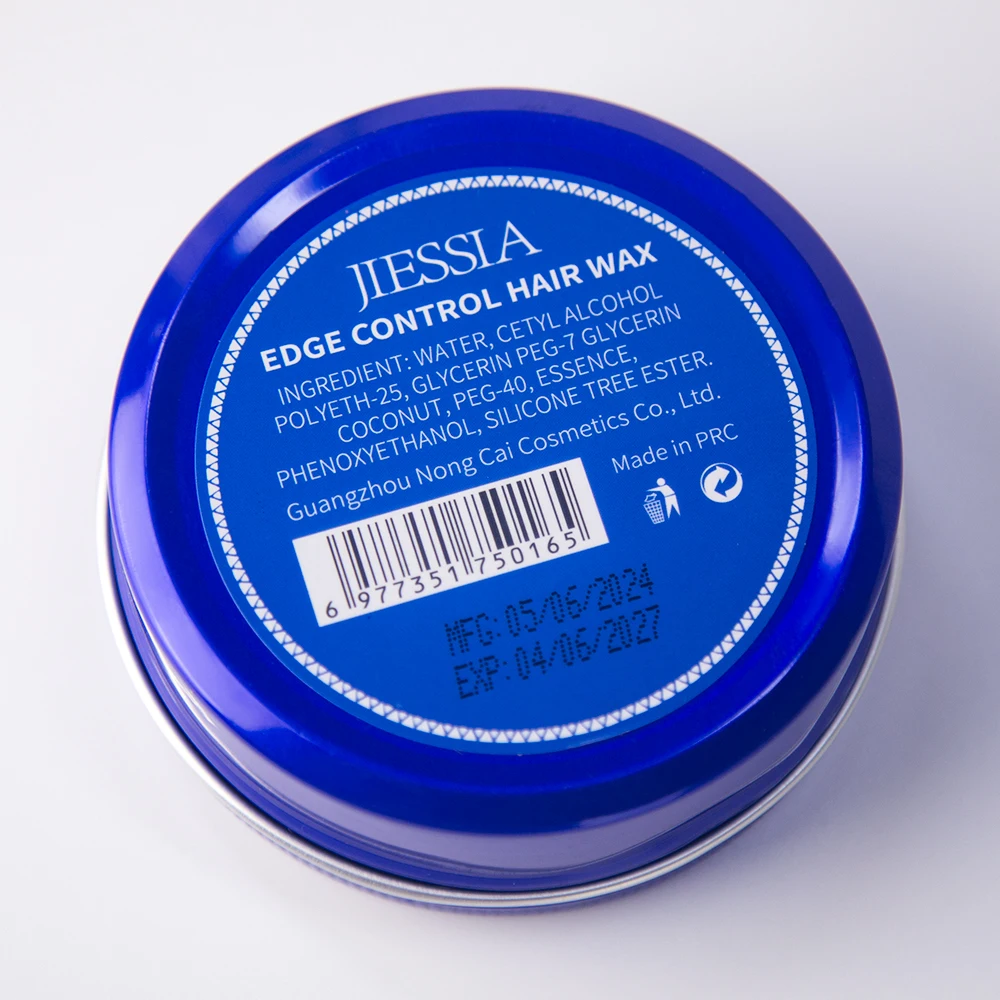 JIESSIA
EDGE CONTROL HAIR WAX
INGREDIENT: WATER, CETYL ALCOHOL
POLYETH-25, GLYCERIN PEG-7 GLYCERIN
COCONUT, PEG-40, ESSENCE,
PHENOXYETHANOL, SILICONE TREE ESTER.
Guangzhou Nong Cai Cosmetics Co., Ltd.
Made in PRC
6 977351 750165
MFG: 05/06/2024
EXP: 04/06/2027